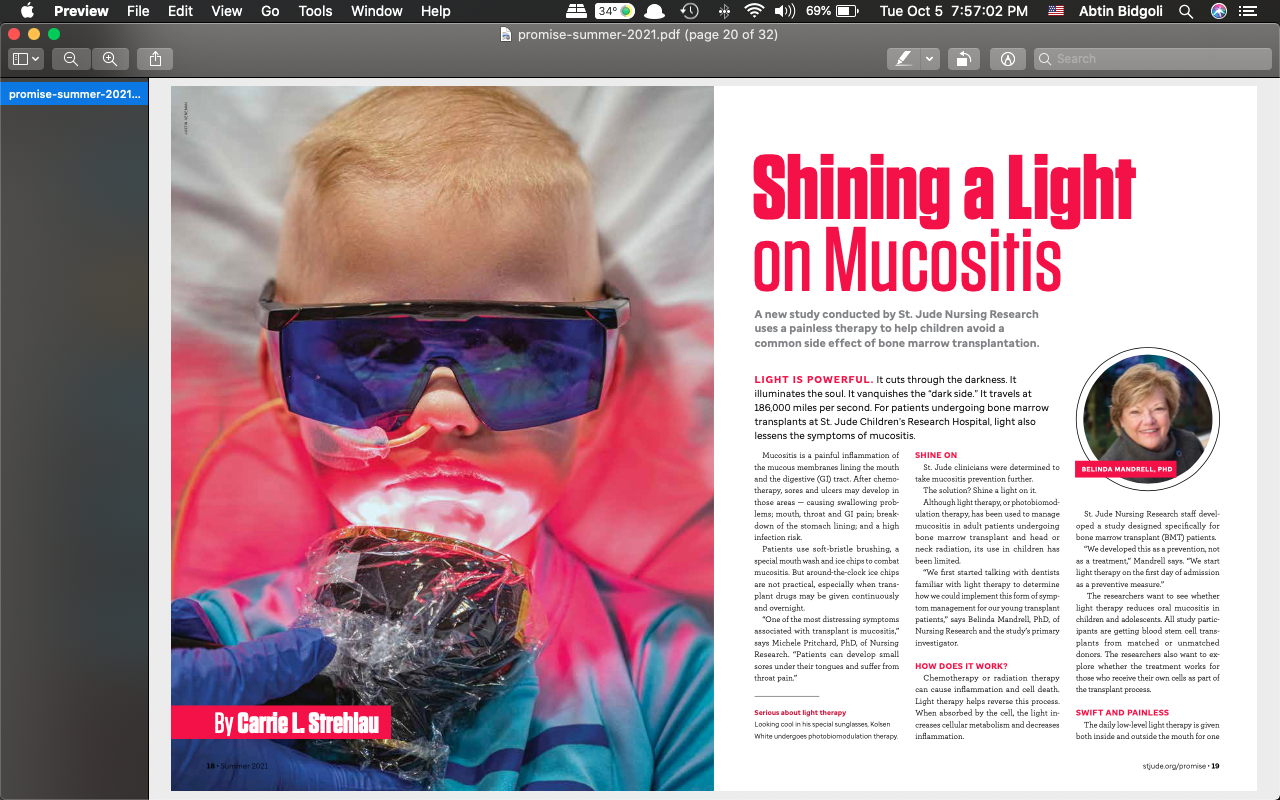 Preview File Edit View Go Tools Window Help 34° 69% Tue Oct 5 7:57:02 PM Abtin Bidgoli
promise-summer-2021.pdf (page 20 of 32)
Search
promise-summer-2021...
Shining a Light
on Mucositis
A new study conducted by St. Jude Nursing Research
uses a painless therapy to help children avoid a
common side effect of bone marrow transplantation.
LIGHT IS POWERFUL. It cuts through the darkness. It
illuminates the soul. It vanquishes the “dark side.” It travels at
186,000 miles per second. For patients undergoing bone marrow
transplants at St. Jude Children’s Research Hospital, light also
lessens the symptoms of mucositis.
Mucositis is a painful inflammation of
the mucous membranes lining the mouth
and the digestive (GI) tract. After chemo-
therapy, sores and ulcers may develop in
those areas — causing swallowing prob-
lems; mouth, throat and GI pain; break-
down of the stomach lining; and a high
infection risk.
Patients use soft-bristle brushing, a
special mouth wash and ice chips to combat
mucositis. But around-the-clock ice chips
are not practical, especially when trans-
plant drugs may be given continuously
and overnight.
“One of the most distressing symptoms
associated with transplant is mucositis,”
says Michele Pritchard, PhD, of Nursing
Research. “Patients can develop small
sores under their tongues and suffer from
throat pain.”
Serious about light therapy
Looking cool in his special sunglasses, Kolsen
White undergoes photobiomodulation therapy.
SHINE ON
St. Jude clinicians were determined to
take mucositis prevention further.
The solution? Shine a light on it.
Although light therapy, or photobiomod-
ulation therapy, has been used to manage
mucositis in adult patients undergoing
bone marrow transplant and head or
neck radiation, its use in children has
been limited.
“We first started talking with dentists
familiar with light therapy to determine
how we could implement this form of symp-
tom management for our young transplant
patients,” says Belinda Mandrell, PhD, of
Nursing Research and the study’s primary
investigator.
HOW DOES IT WORK?
Chemotherapy or radiation therapy
can cause inflammation and cell death.
Light therapy helps reverse this process.
When absorbed by the cell, the light in-
creases cellular metabolism and decreases
inflammation.
BELINDA MANDRELL, PHD
St. Jude Nursing Research staff devel-
oped a study designed specifically for
bone marrow transplant (BMT) patients.
“We developed this as a prevention, not
as a treatment,” Mandrell says. “We start
light therapy on the first day of admission
as a preventive measure.”
The researchers want to see whether
light therapy reduces oral mucositis in
children and adolescents. All study partic-
ipants are getting blood stem cell trans-
plants from matched or unmatched
donors. The researchers also want to ex-
plore whether the treatment works for
those who receive their own cells as part of
the transplant process.
SWIFT AND PAINLESS
The daily low-level light therapy is given
both inside and outside the mouth for one
By Carrie L. Strehlau
18 • Summer 2021
stjude.org/promise • 19